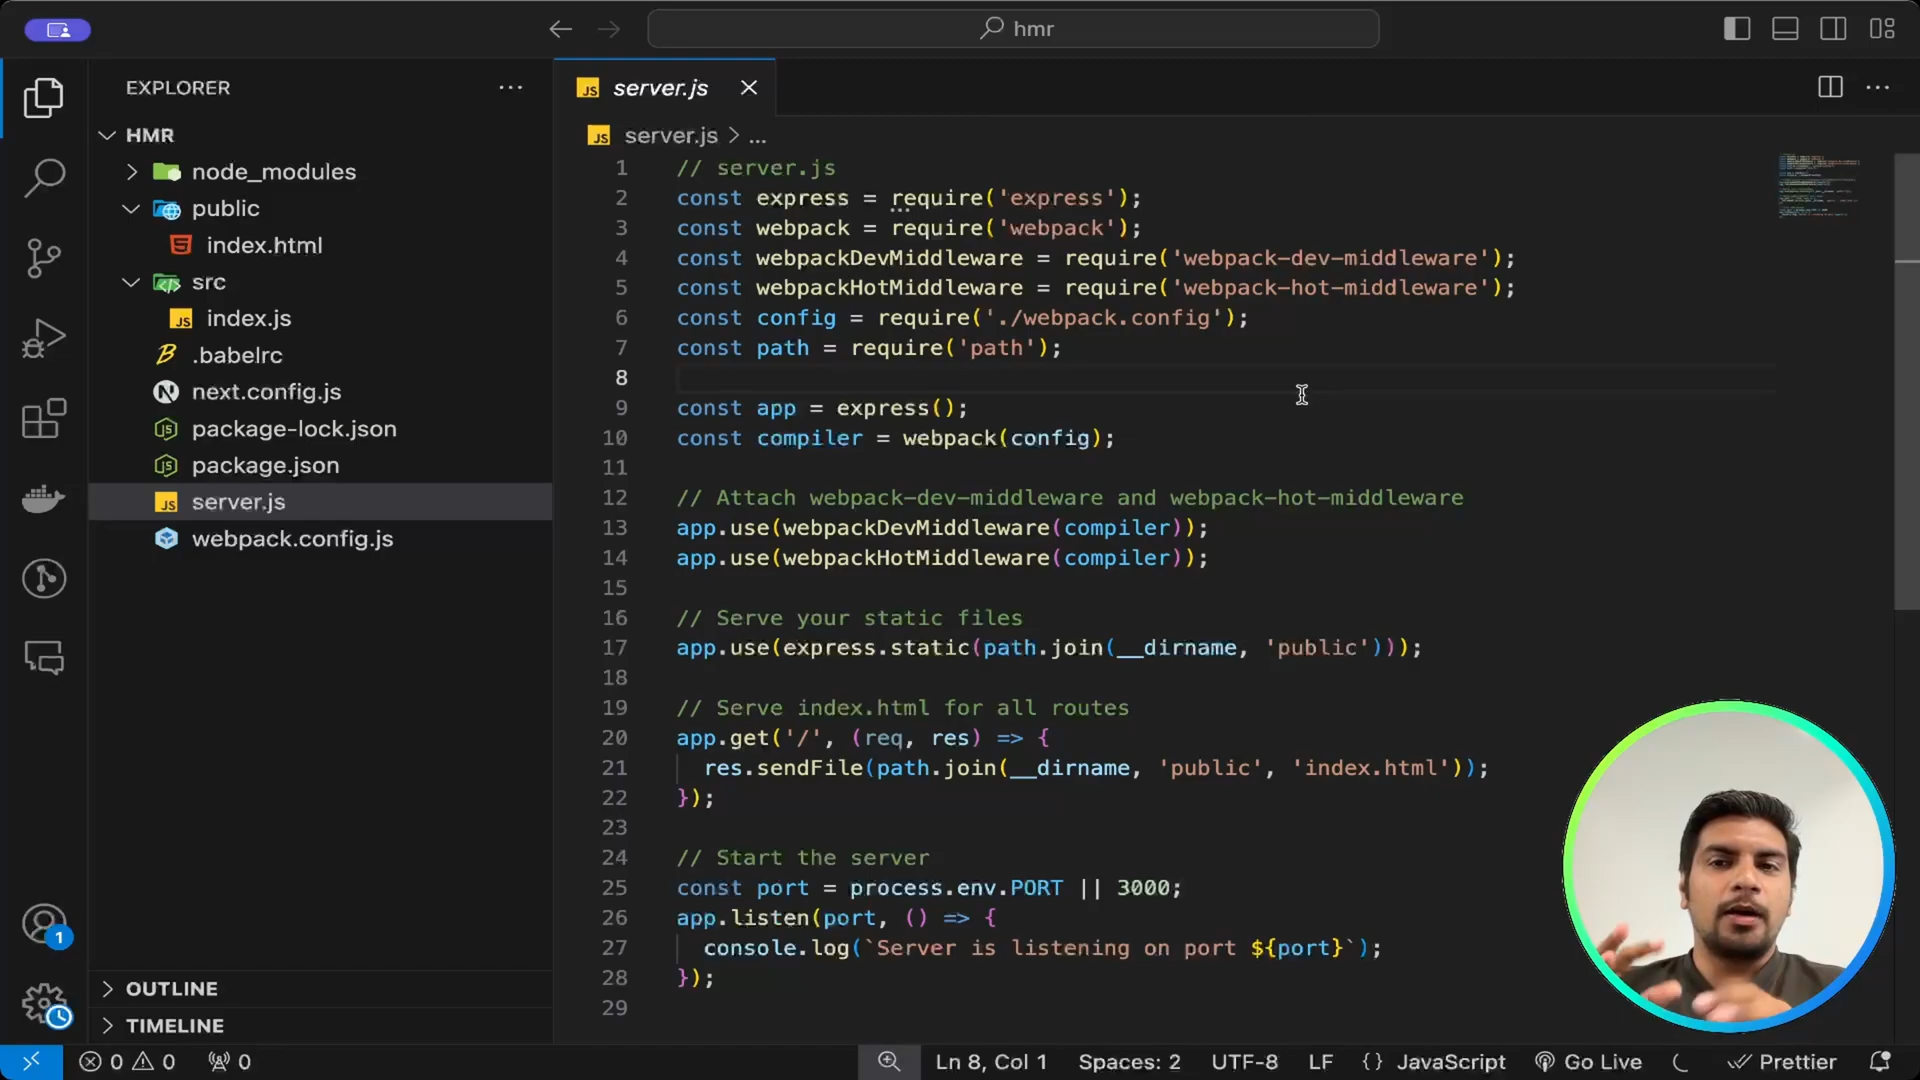 hmr
EXPLORER
HMR
node_modules
public
index.html
src
index.js
.babelrc
next.config.js
package-lock.json
package.json
server.js
webpack.config.js
OUTLINE
TIMELINE
1
server.js
server.js > ...
1 // server.js
2 const express = require('express');
3 const webpack = require('webpack');
4 const webpackDevMiddleware = require('webpack-dev-middleware');
5 const webpackHotMiddleware = require('webpack-hot-middleware');
6 const config = require('./webpack.config');
7 const path = require('path');
8
9 const app = express();
10 const compiler = webpack(config);
11
12 // Attach webpack-dev-middleware and webpack-hot-middleware
13 app.use(webpackDevMiddleware(compiler));
14 app.use(webpackHotMiddleware(compiler));
15
16 // Serve your static files
17 app.use(express.static(path.join(__dirname, 'public')));
18
19 // Serve index.html for all routes
20 app.get('/', (req, res) => {
21 res.sendFile(path.join(__dirname, 'public', 'index.html'));
22 });
23
24 // Start the server
25 const port = process.env.PORT || 3000;
26 app.listen(port, () => {
27 console.log(`Server is listening on port ${port}`);
28 });
29
0 0 0 Ln 8, Col 1 Spaces: 2 UTF-8 LF {} JavaScript Go Live Prettier